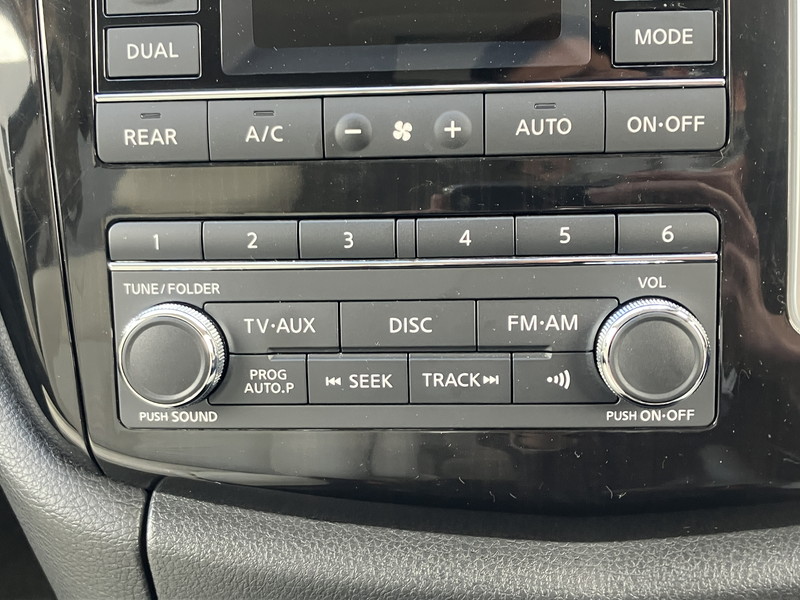 DUAL
MODE
REAR
A/C
− +
AUTO
ON·OFF
1 2 3 4 5 6
TUNE/FOLDER
VOL
TV·AUX
DISC
FM·AM
PROG
AUTO.P
⏮ SEEK
TRACK ⏭
PUSH SOUND
PUSH ON·OFF